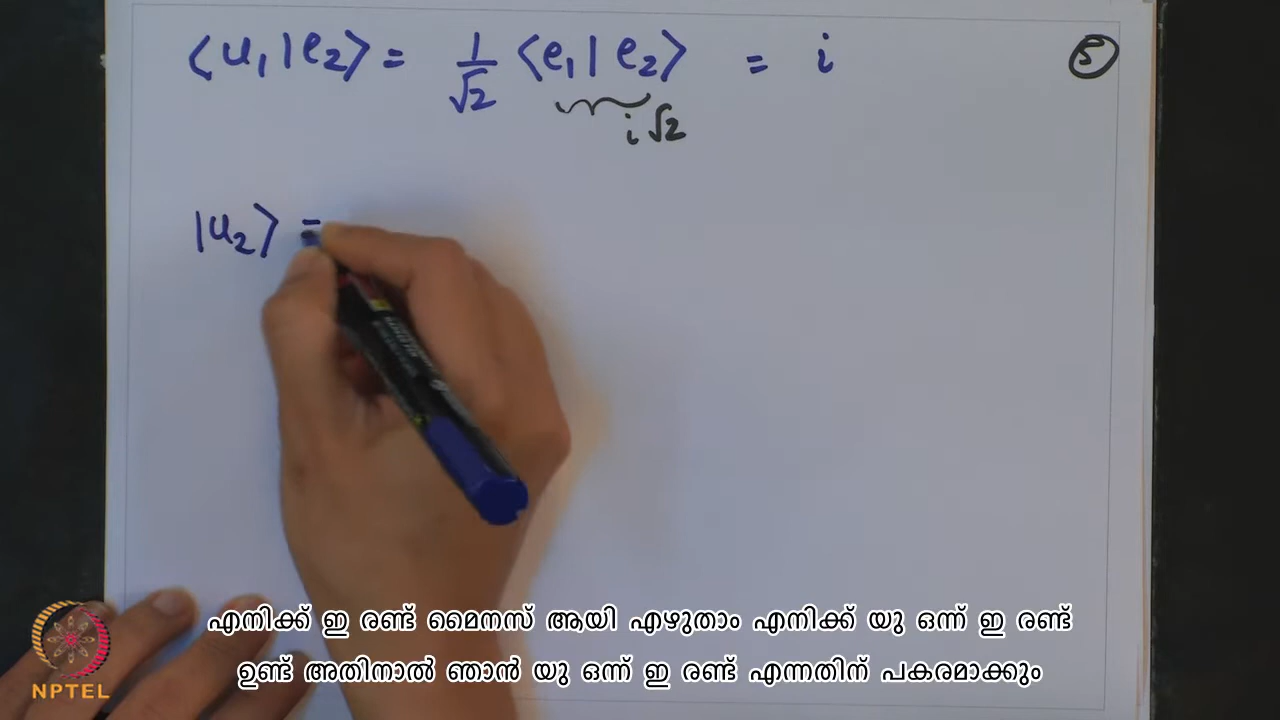 ⟨u₁|e₂⟩ = 1/√2 ⟨e₁|e₂⟩ = i
i√2
⑤
|u₂⟩ =
എനിക്ക് ഇ രണ്ട് മൈനസ് ആയി എഴുതാം എനിക്ക് യു ഒന്ന് ഇ രണ്ട്
ഉണ്ട് അതിനാൽ ഞാൻ യു ഒന്ന് ഇ രണ്ട് എന്നതിന് പകരമാക്കും
NPTEL